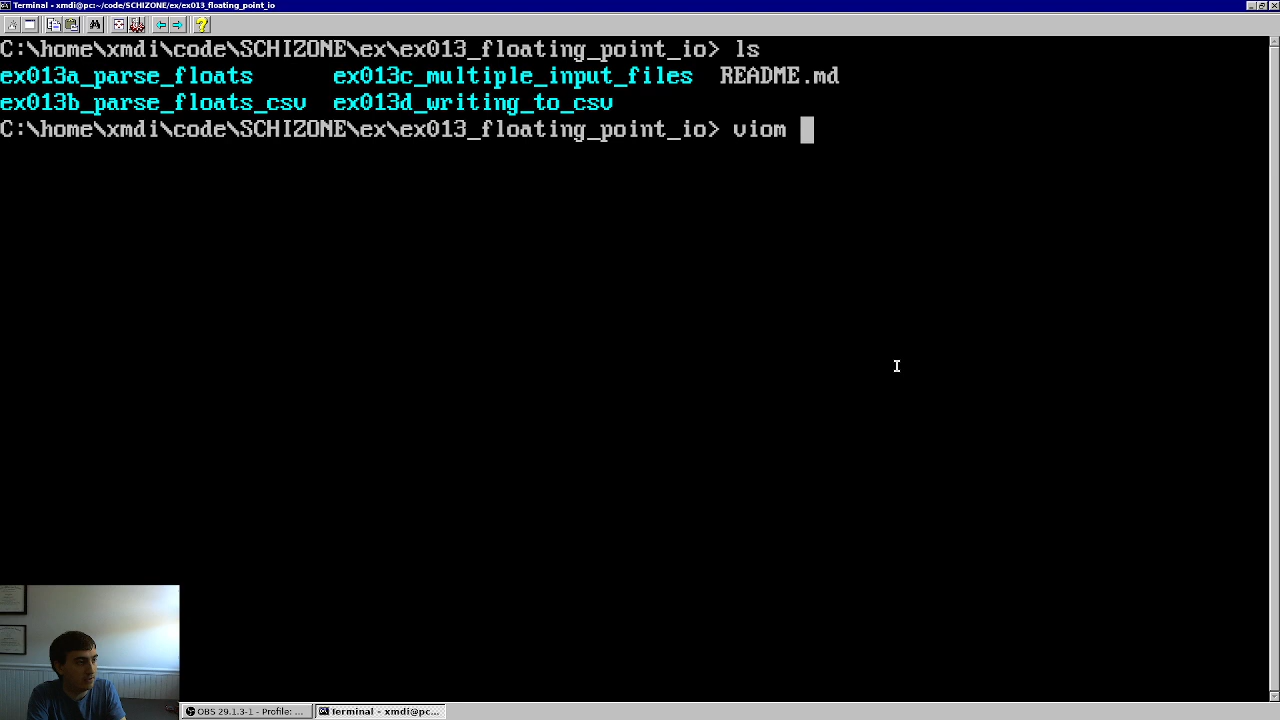 Terminal - xmdi@pc:~/code/SCHIZONE/ex/ex013_floating_point_io
C:\home\xmdi\code\SCHIZONE\ex\ex013_floating_point_io> ls
ex013a_parse_floats ex013c_multiple_input_files README.md
ex013b_parse_floats_csv ex013d_writing_to_csv
C:\home\xmdi\code\SCHIZONE\ex\ex013_floating_point_io> viom
OBS 29.1.3-1 - Profile: ... Terminal - xmdi@pc...